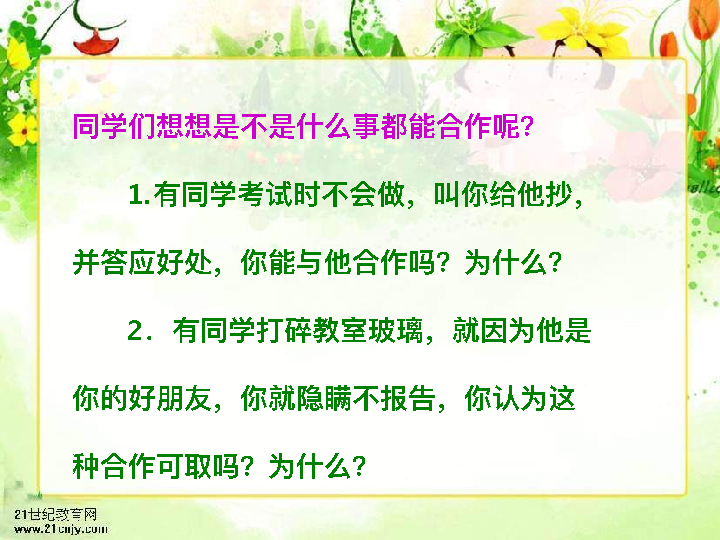 同学们想想是不是什么事都能合作呢?
1.有同学考试时不会做，叫你给他抄，
并答应好处，你能与他合作吗？为什么？
2．有同学打碎教室玻璃，就因为他是
你的好朋友，你就隐瞒不报告，你认为这
种合作可取吗？为什么？
21世纪教育网
www.21cnjy.com